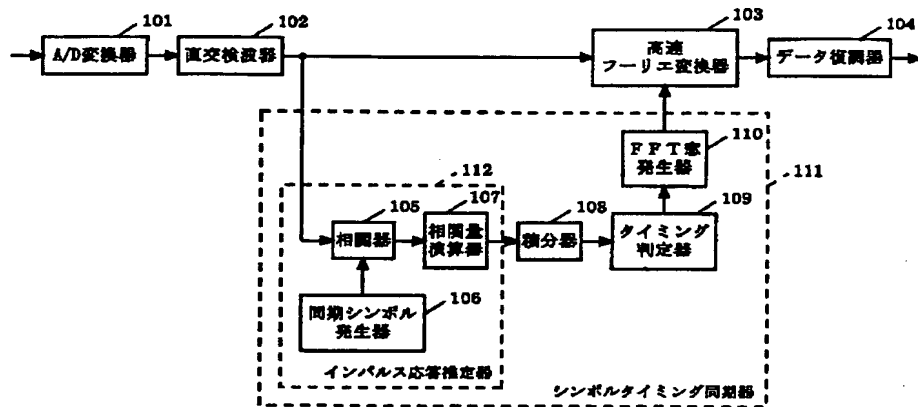 101
102
103
104
A/D変換器
直交検波器
高速
フーリエ変換器
データ復調器
110
FFT窓
発生器
111
112
105
107
108
109
相関器
相関量
演算器
積分器
タイミング
判定器
106
同期シンボル
発生器
インパルス応答推定器
シンボルタイミング同期器